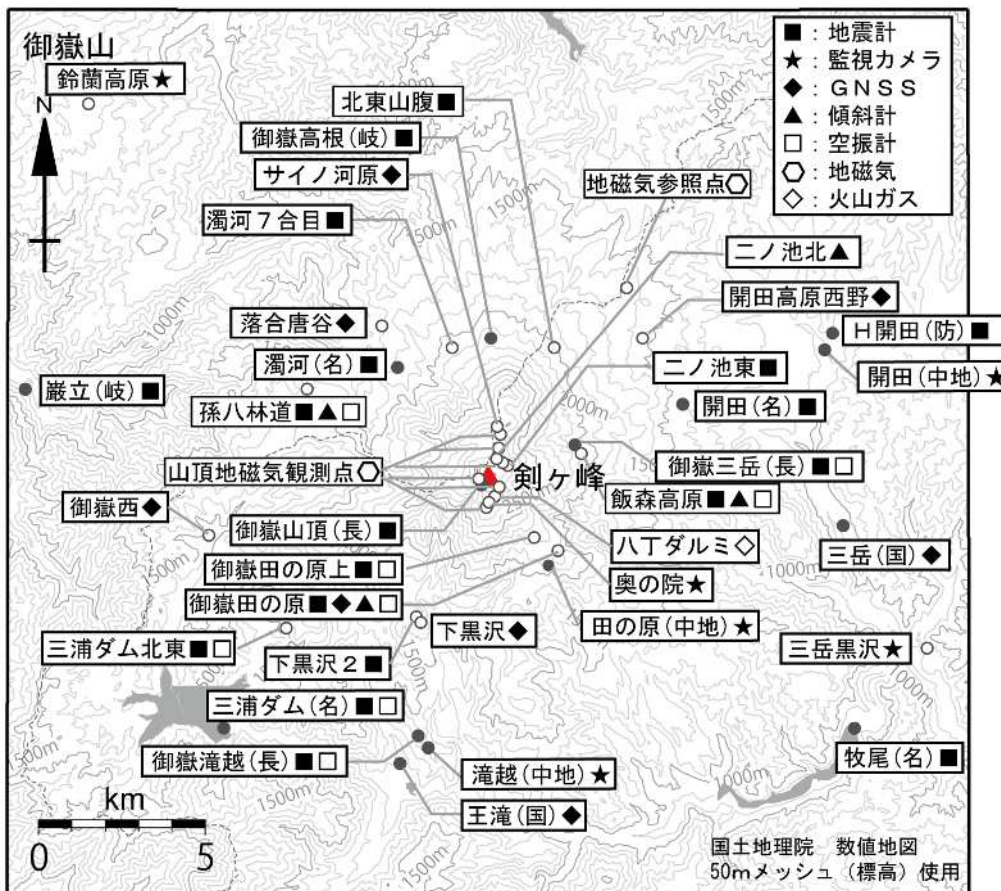 御嶽山
鈴蘭高原★
N
■：地震計
★：監視カメラ
◆：GNSS
▲：傾斜計
□：空振計
⬡：地磁気
◇：火山ガス
北東山腹■
御嶽高根(岐)■
サイノ河原◆
濁河7合目■
地磁気参照点⬡
二ノ池北▲
開田高原西野◆
落合唐谷◆
H開田(防)■
濁河(名)■
二ノ池東■
開田(中地)★
巌立(岐)■
孫八林道■▲□
開田(名)■
山頂地磁気観測点⬡
剣ヶ峰
御嶽三岳(長)■□
飯森高原■▲□
御嶽西◆
御嶽山頂(長)■
八丁ダルミ◇
三岳(国)◆
御嶽田の原上■□
奥の院★
御嶽田の原■◆▲□
田の原(中地)★
三浦ダム北東■□
下黒沢2■
下黒沢◆
三岳黒沢★
三浦ダム(名)■□
御嶽滝越(長)■□
滝越(中地)★
牧尾(名)■
王滝(国)◆
km
0 5
国土地理院 数値地図
50mメッシュ(標高)使用
1500m
1500m
1000m
1500m
2000m
1000m
1000m
1500m
1500m
1500m
1000m
1500m